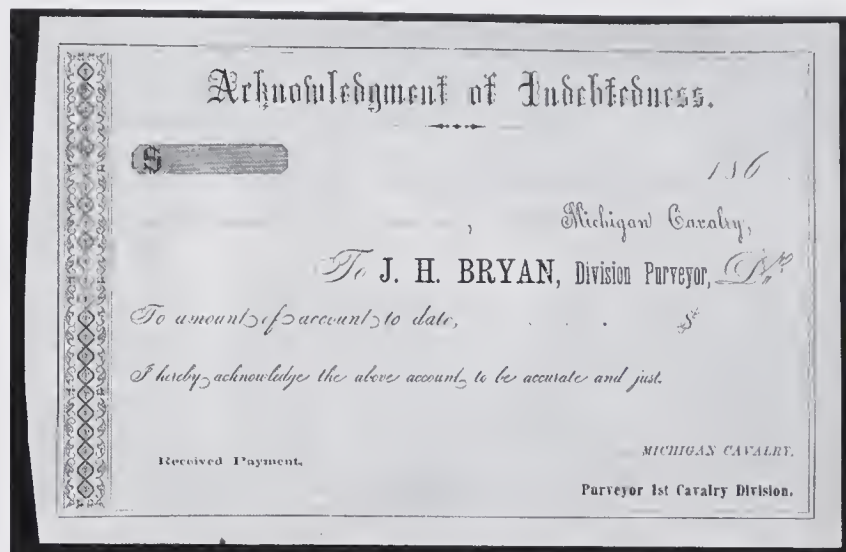 Acknowledgment of Indebtedness.
$
186
, Michigan Cavalry,
To J. H. BRYAN, Division Purveyor, Dr.
To amount of account to date, . . . $
I hereby acknowledge the above account to be accurate and just.
MICHIGAN CAVALRY.
Received Payment,
Purveyor 1st Cavalry Division.